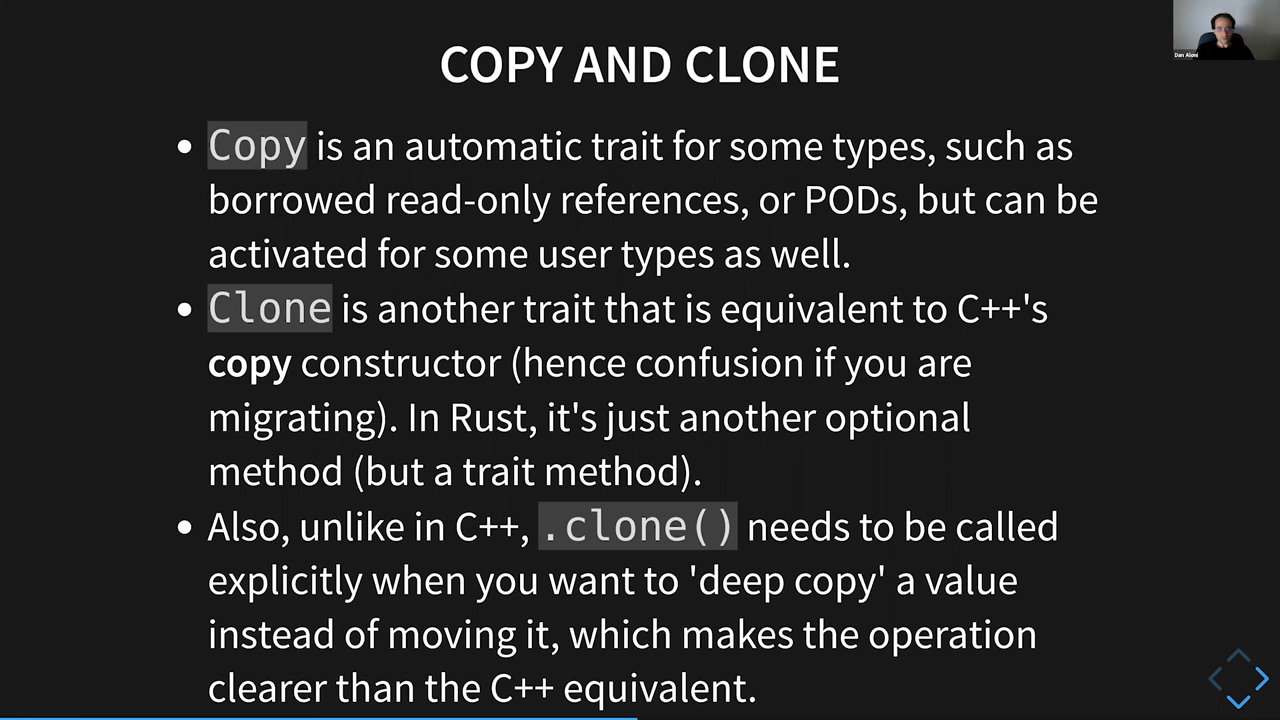 COPY AND CLONE
Dan Aloni
• Copy is an automatic trait for some types, such as
borrowed read-only references, or PODs, but can be
activated for some user types as well.
• Clone is another trait that is equivalent to C++'s
copy constructor (hence confusion if you are
migrating). In Rust, it's just another optional
method (but a trait method).
• Also, unlike in C++, .clone() needs to be called
explicitly when you want to 'deep copy' a value
instead of moving it, which makes the operation
clearer than the C++ equivalent.